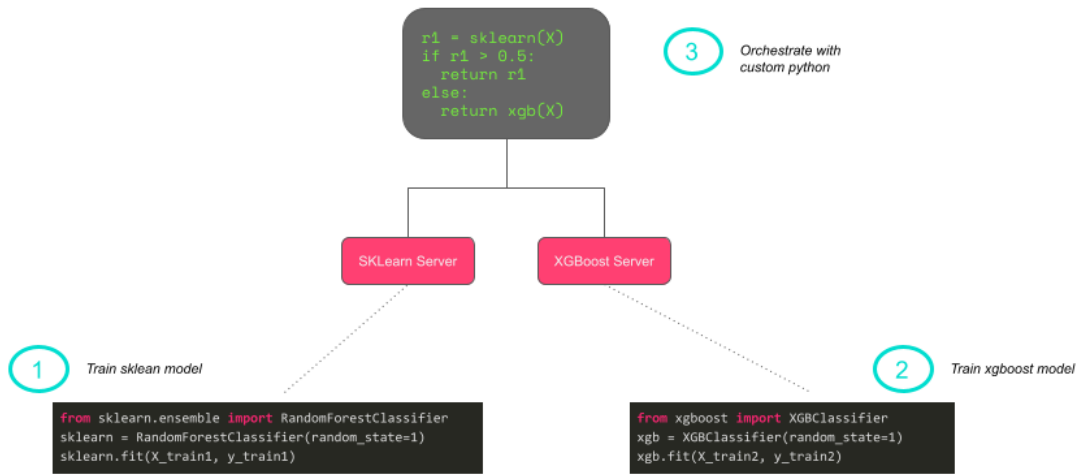 r1 = sklearn(X)
if r1 > 0.5:
  return r1
else:
  return xgb(X)
3
Orchestrate with
custom python
SKLearn Server
XGBoost Server
1
Train sklean model
2
Train xgboost model
from sklearn.ensemble import RandomForestClassifier
sklearn = RandomForestClassifier(random_state=1)
sklearn.fit(X_train1, y_train1)
from xgboost import XGBClassifier
xgb = XGBClassifier(random_state=1)
xgb.fit(X_train2, y_train2)